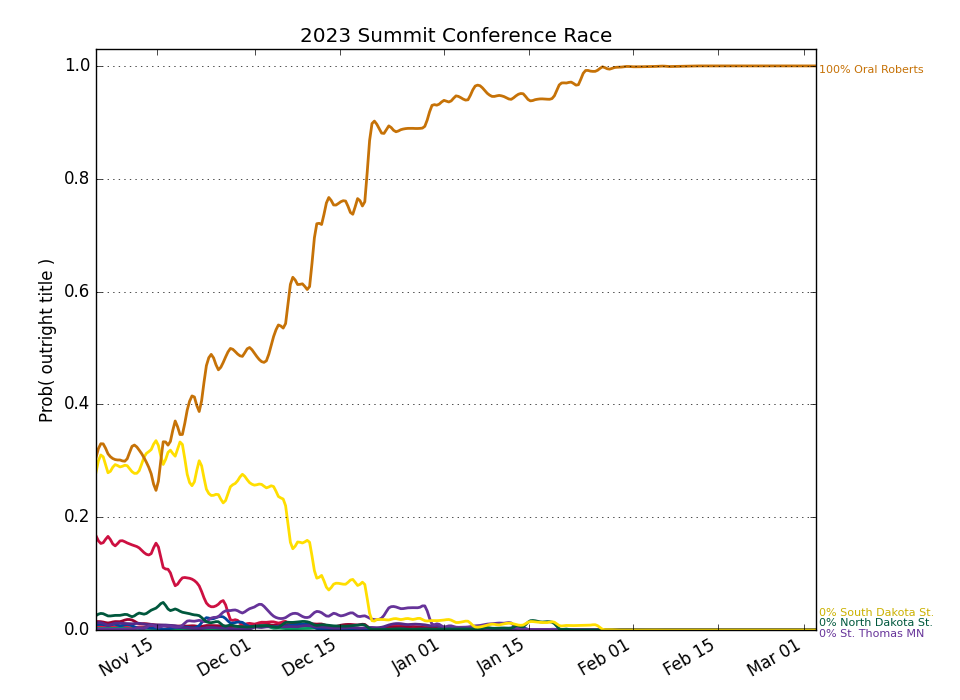 2023 Summit Conference Race
1.0
0.8
0.6
0.4
0.2
0.0
Prob( outright title )
Nov 15
Dec 01
Dec 15
Jan 01
Jan 15
Feb 01
Feb 15
Mar 01
100% Oral Roberts
0% South Dakota St.
0% North Dakota St.
0% St. Thomas MN